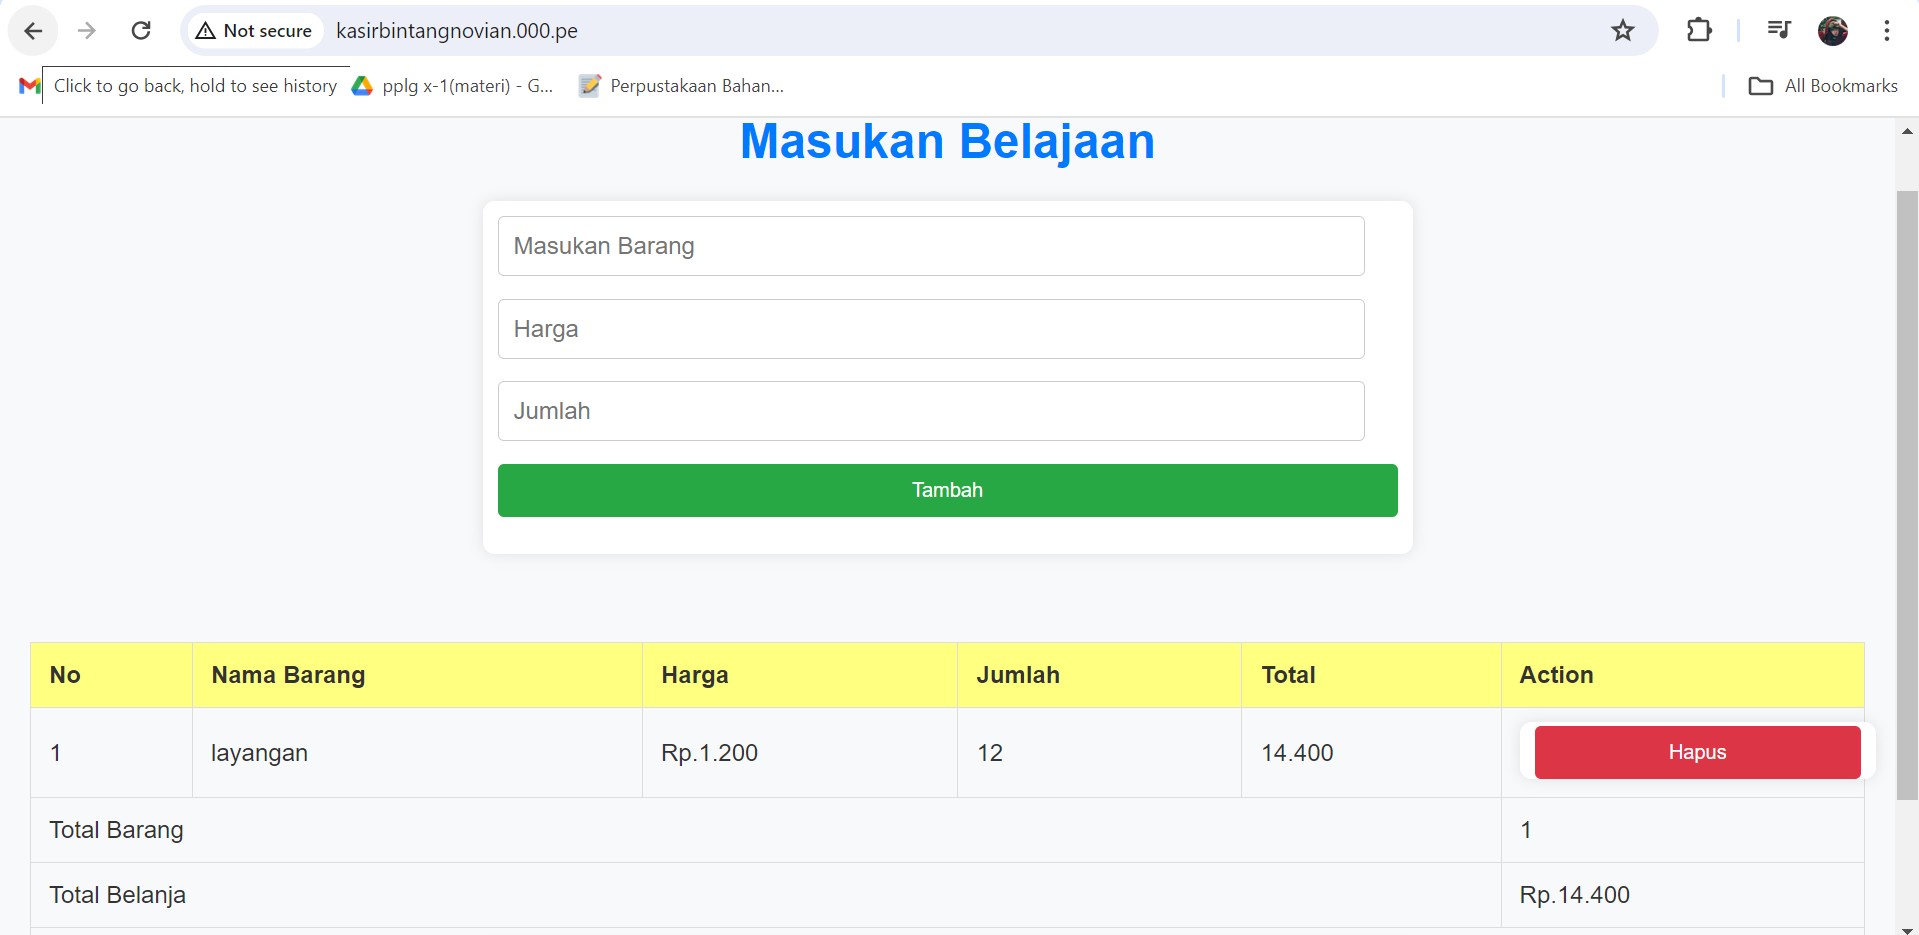 Not secure kasirbintangnovian.000.pe
Click to go back, hold to see history pplg x-1(materi) - G... Perpustakaan Bahan... All Bookmarks
Masukan Belajaan
Masukan Barang
Harga
Jumlah
Tambah
No Nama Barang Harga Jumlah Total Action
1 layangan Rp.1.200 12 14.400 Hapus
Total Barang 1
Total Belanja Rp.14.400